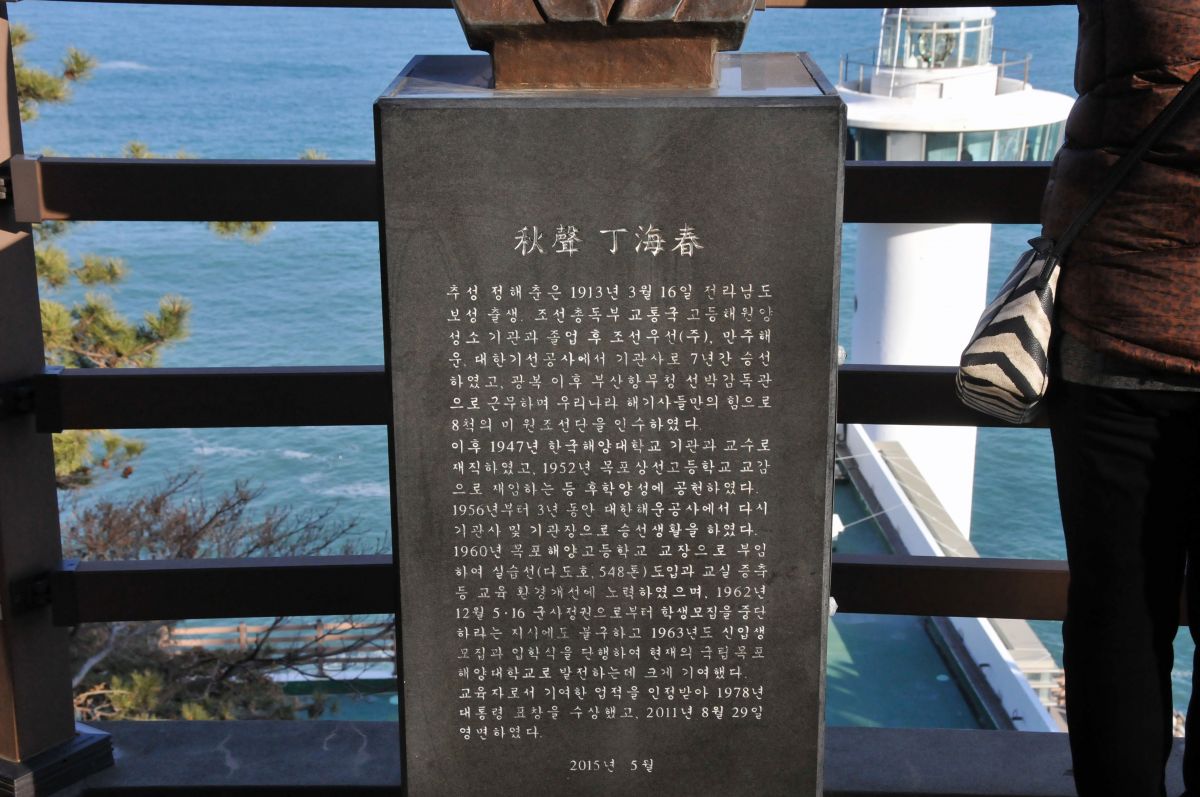 秋聲 丁海春
추성 정해춘은 1913년 3월 16일 전라남도
보성 출생. 조선총독부 교통국 고등해원양
성소 기관과 졸업 후 조선우선(주), 만주해
운, 대한기선공사에서 기관사로 7년간 승선
하였고, 광복 이후 부산항무청 선박감독관
으로 근무하며 우리나라 해기사들만의 힘으로
8척의 미 원조선단을 인수하였다.
이후 1947년 한국해양대학교 기관과 교수로
재직하였고, 1952년 목포상선고등학교 교감
으로 재임하는 등 후학양성에 공헌하였다.
1956년부터 3년 동안 대한해운공사에서 다시
기관사 및 기관장으로 승선생활을 하였다.
1960년 목포해양고등학교 교장으로 부임
하여 실습선(다도호, 548톤)도입과 교실 증축
등 교육 환경개선에 노력하였으며, 1962년
12월 5·16 군사정권으로부터 학생모집을 중단
하라는 지시에도 불구하고 1963년도 신입생
모집과 입학식을 단행하여 현재의 국립목포
해양대학교로 발전하는데 크게 기여했다.
교육자로서 기여한 업적을 인정받아 1978년
대통령 표창을 수상했고, 2011년 8월 29일
영면하였다.
2015년 5월